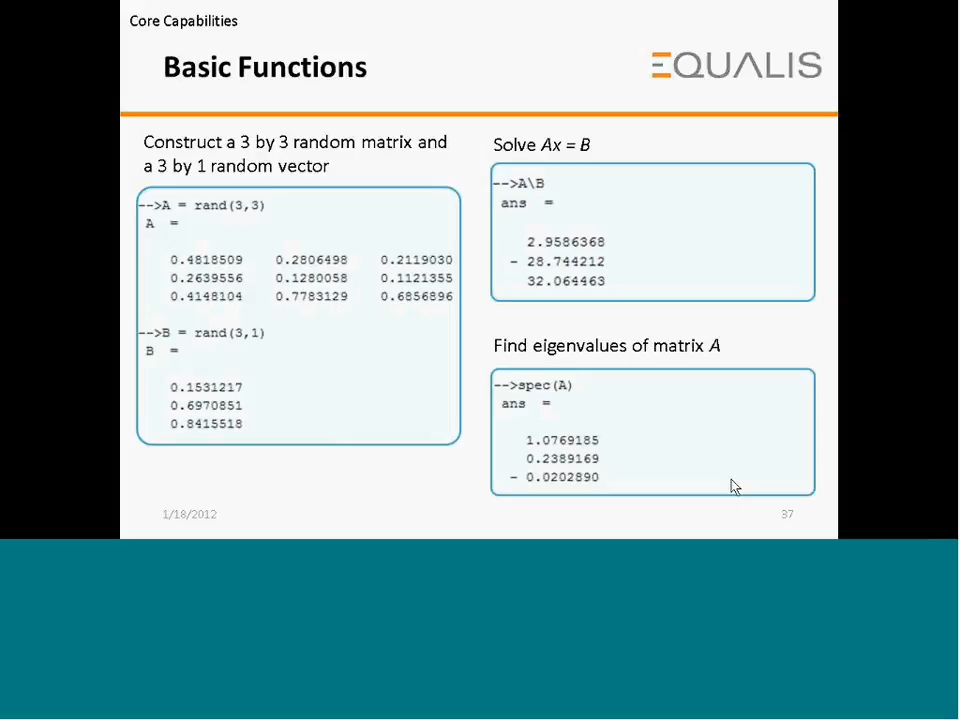 Core Capabilities
Basic Functions
EQUALIS
Construct a 3 by 3 random matrix and
a 3 by 1 random vector
-->A = rand(3,3)
A =
0.4818509 0.2806498 0.2119030
0.2639556 0.1280058 0.1121355
0.4148104 0.7783129 0.6856896
-->B = rand(3,1)
B =
0.1531217
0.6970851
0.8415518
Solve Ax = B
-->A\B
ans =
2.9586368
- 28.744212
32.064463
Find eigenvalues of matrix A
-->spec(A)
ans =
1.0769185
0.2389169
- 0.0202890
1/18/2012
37